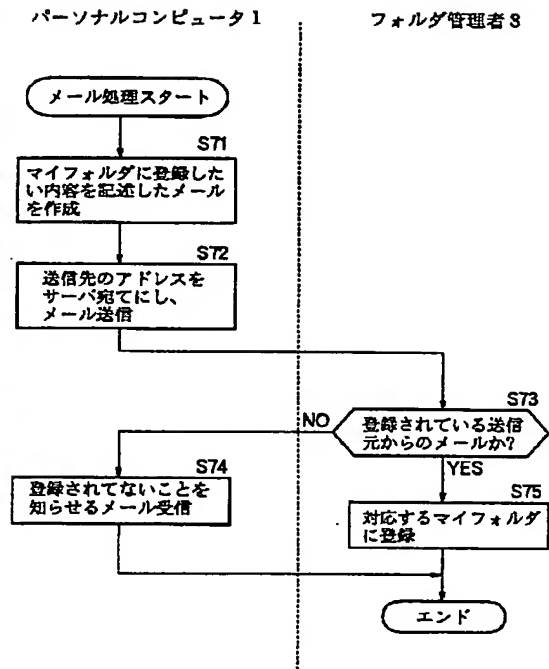 パーソナルコンピュータ1
フォルダ管理者3
メール処理スタート
S71
マイフォルダに登録した
い内容を記述したメール
を作成
S72
送信先のアドレスを
サーバ宛てにし、
メール送信
S73
登録されている送信
元からのメールか?
NO
YES
S74
登録されてないことを
知らせるメール受信
S75
対応するマイフォルダ
に登録
エンド